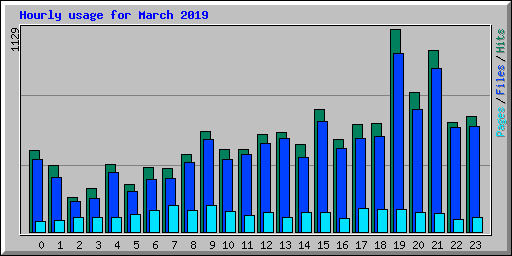 Hourly usage for March 2019
1129
Pages/Files/Hits
0 1 2 3 4 5 6 7 8 9 10 11 12 13 14 15 16 17 18 19 20 21 22 23